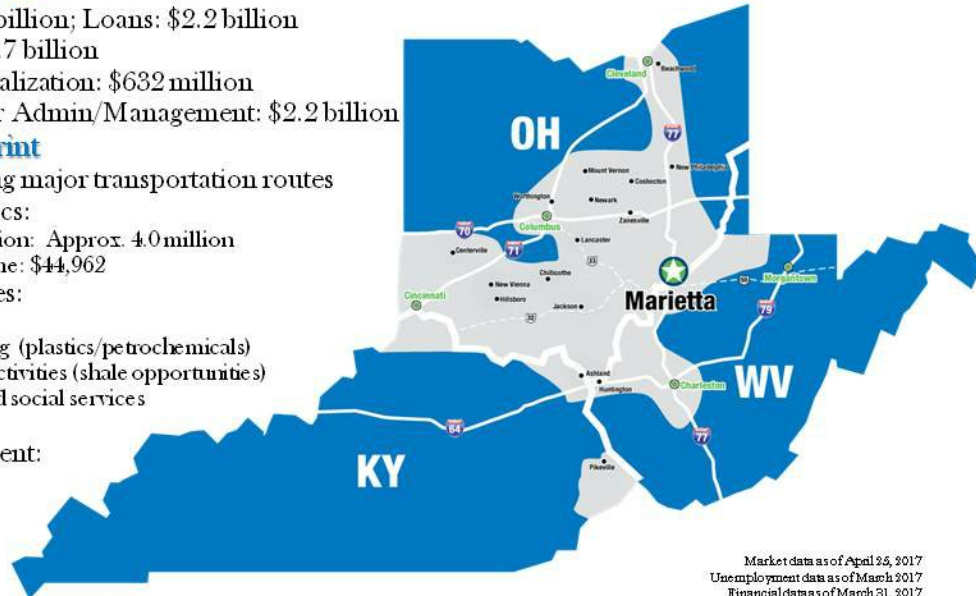 billion; Loans: $2.2 billion
.7 billion
alization: $632 million
r Admin/Management: $2.2 billion
rint
g major transportation routes
cs:
ion: Approx. 4.0 million
ne: $44,962
es:
g (plastics/petrochemicals)
ctivities (shale opportunities)
d social services
ent:
Cleveland
Beachwood
77
OH
Mount Vernon
New Philadelphia
Coshocton
Worthington
Newark
Zanesville
Columbus
70
71
Centerville
Lancaster
33
Chillicothe
New Vienna
Hillsboro
Jackson
32
Cincinnati
Marietta
50
Morgantown
79
Ashland
Huntington
Charleston
WV
64
77
KY
Pikeville
Market data as of April 25, 2017
Unemployment data as of March 2017
Financial data as of March 31, 2017